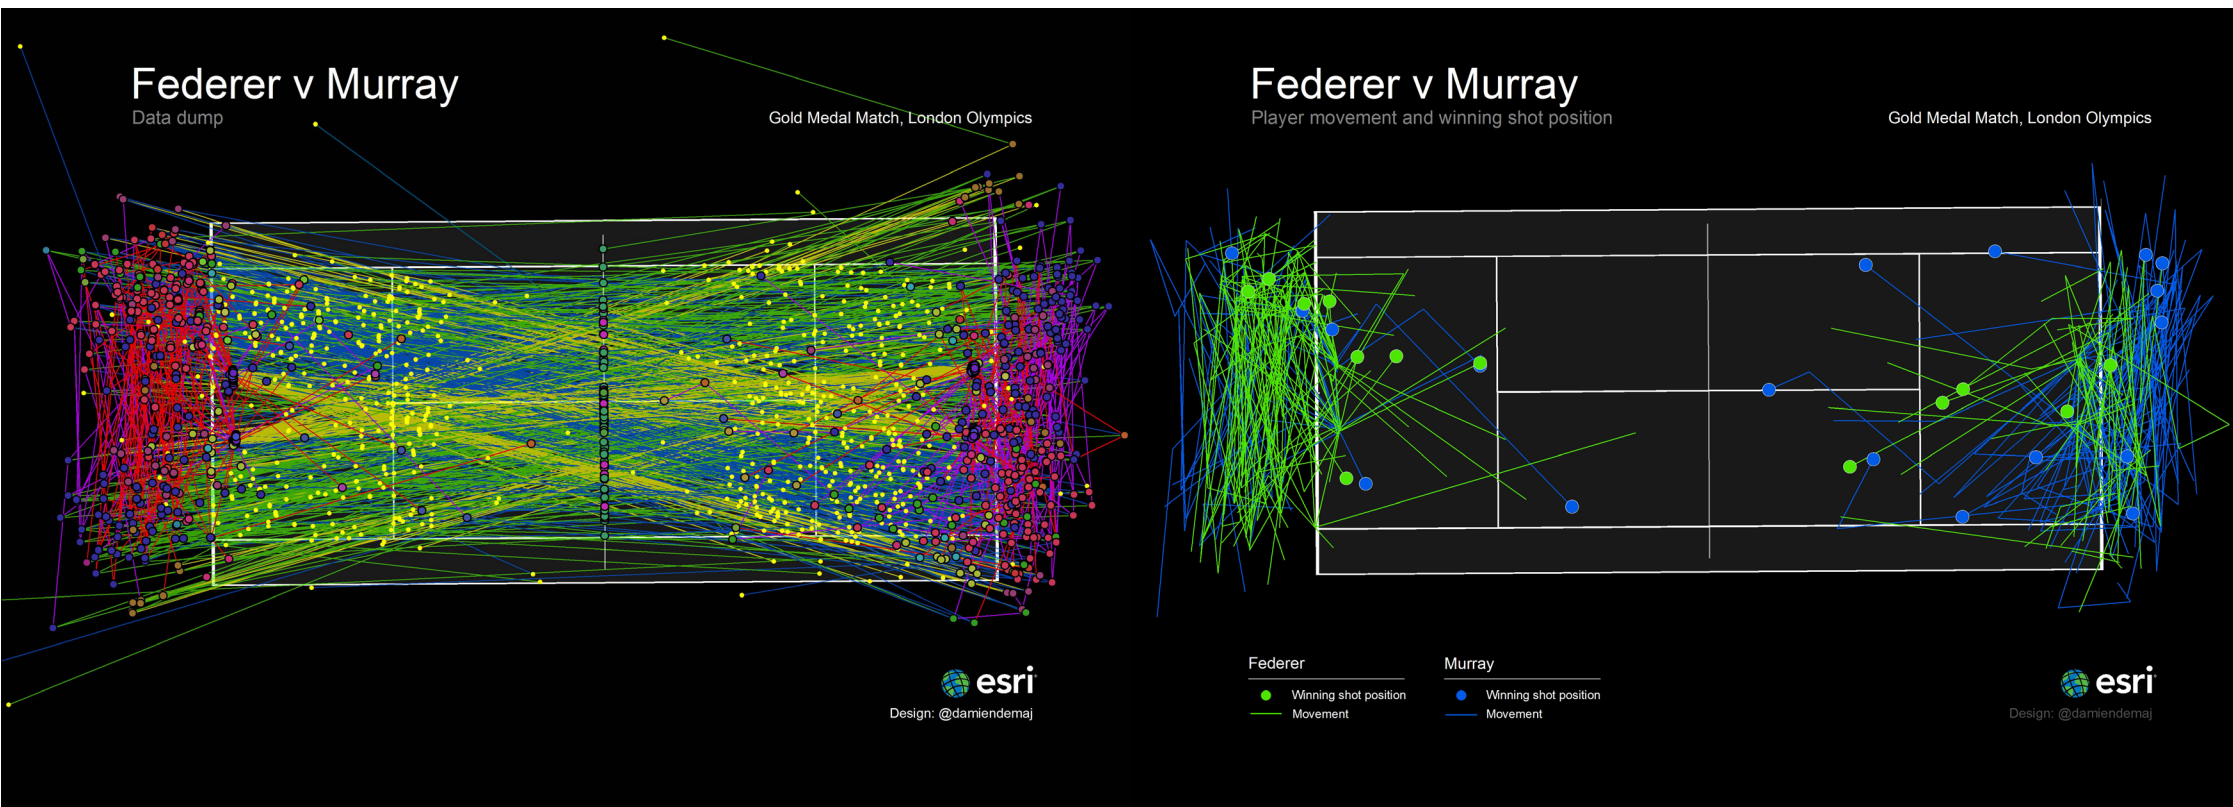 Federer v Murray
Data dump
Gold Medal Match, London Olympics
esri
Design: @damiendemaj
Federer v Murray
Player movement and winning shot position
Gold Medal Match, London Olympics
Federer
Winning shot position
Movement
Murray
Winning shot position
Movement
esri
Design: @damiendemaj